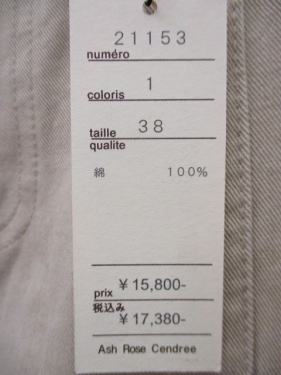 21153
numéro
1
coloris
38
taille
qualite
綿 100%
prix ¥15,800-
税込み
¥17,380-
Ash Rose Cendree